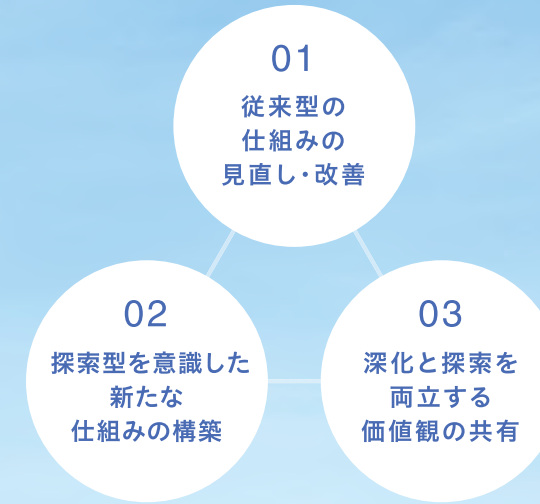 01
従来型の
仕組みの
見直し・改善
02
探索型を意識した
新たな
仕組みの構築
03
深化と探索を
両立する
価値観の共有